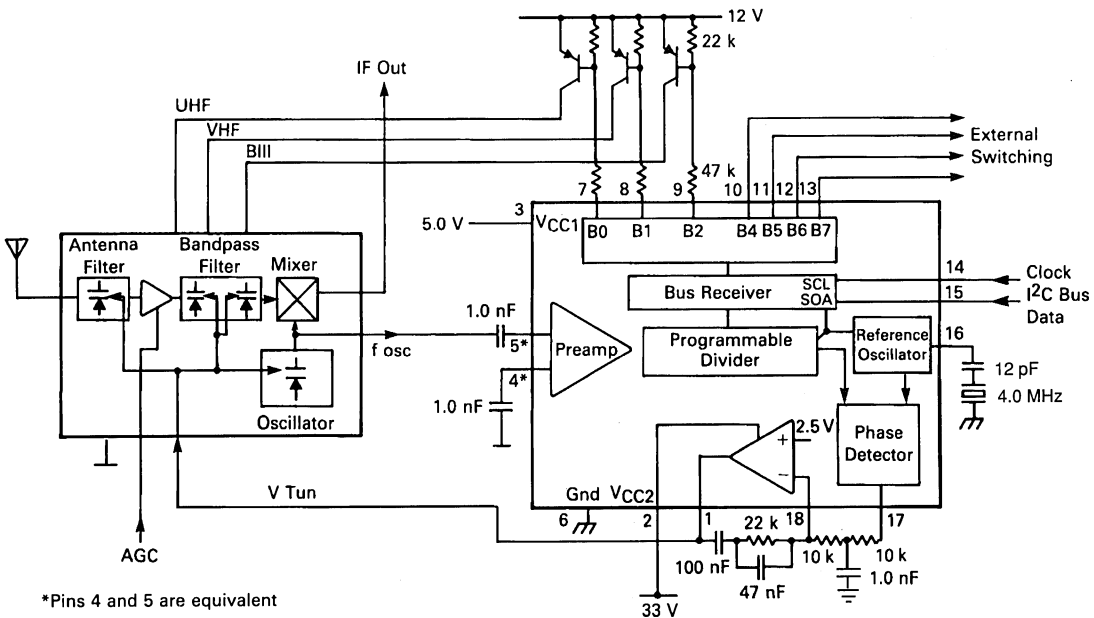 12 V
22 k
IF Out
UHF
VHF
BIII
External
Switching
47 k
7
8
9
10
11
12
13
3
5.0 V
VCC1
B0
B1
B2
B4
B5
B6
B7
Antenna
Filter
Bandpass
Filter
Mixer
Bus Receiver
SCL
SOA
14
15
Clock
I2C Bus
Data
1.0 nF
5*
f osc
Preamp
Programmable
Divider
Reference
Oscillator
16
12 pF
4.0 MHz
4*
1.0 nF
Oscillator
+
2.5 V
−
Phase
Detector
V Tun
Gnd
VCC2
6
2
1
18
17
22 k
10 k
10 k
100 nF
47 nF
1.0 nF
AGC
33 V
*Pins 4 and 5 are equivalent